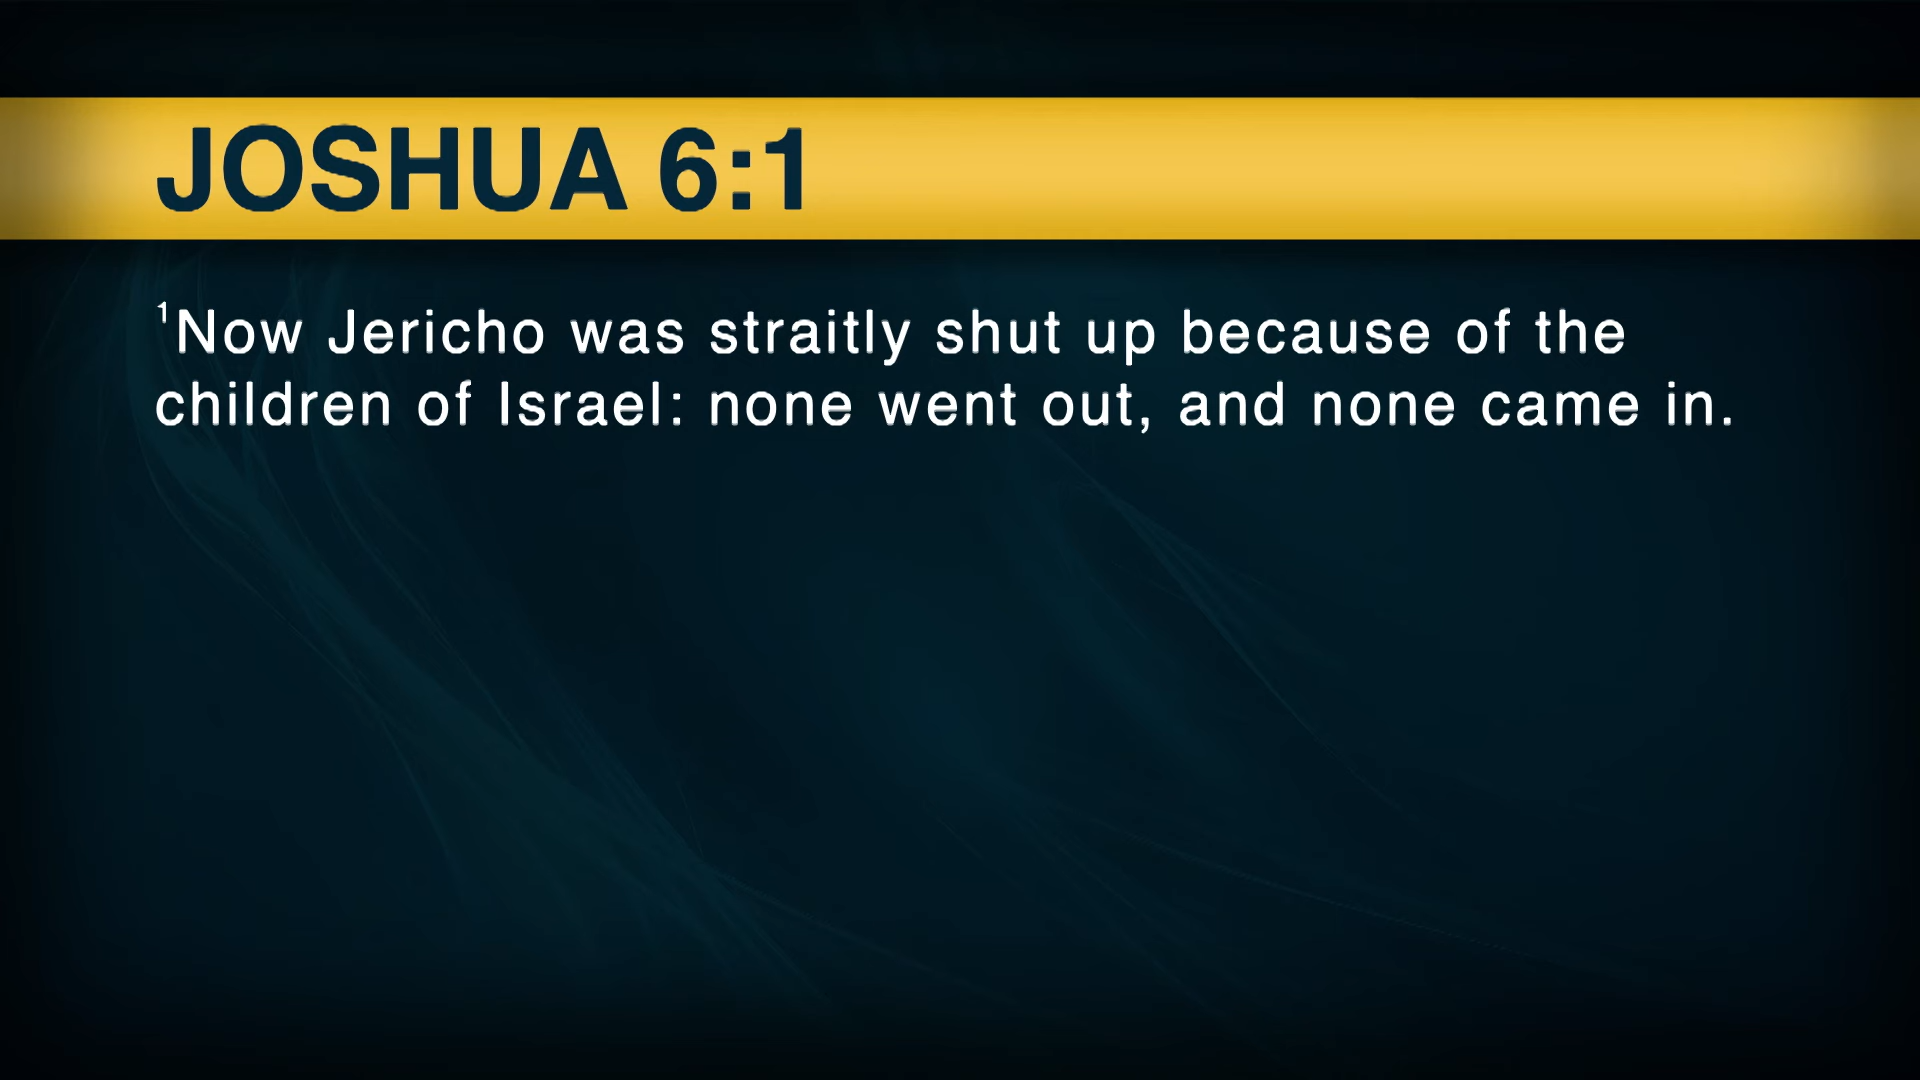 JOSHUA 6:1
¹Now Jericho was straitly shut up because of the
children of Israel: none went out, and none came in.